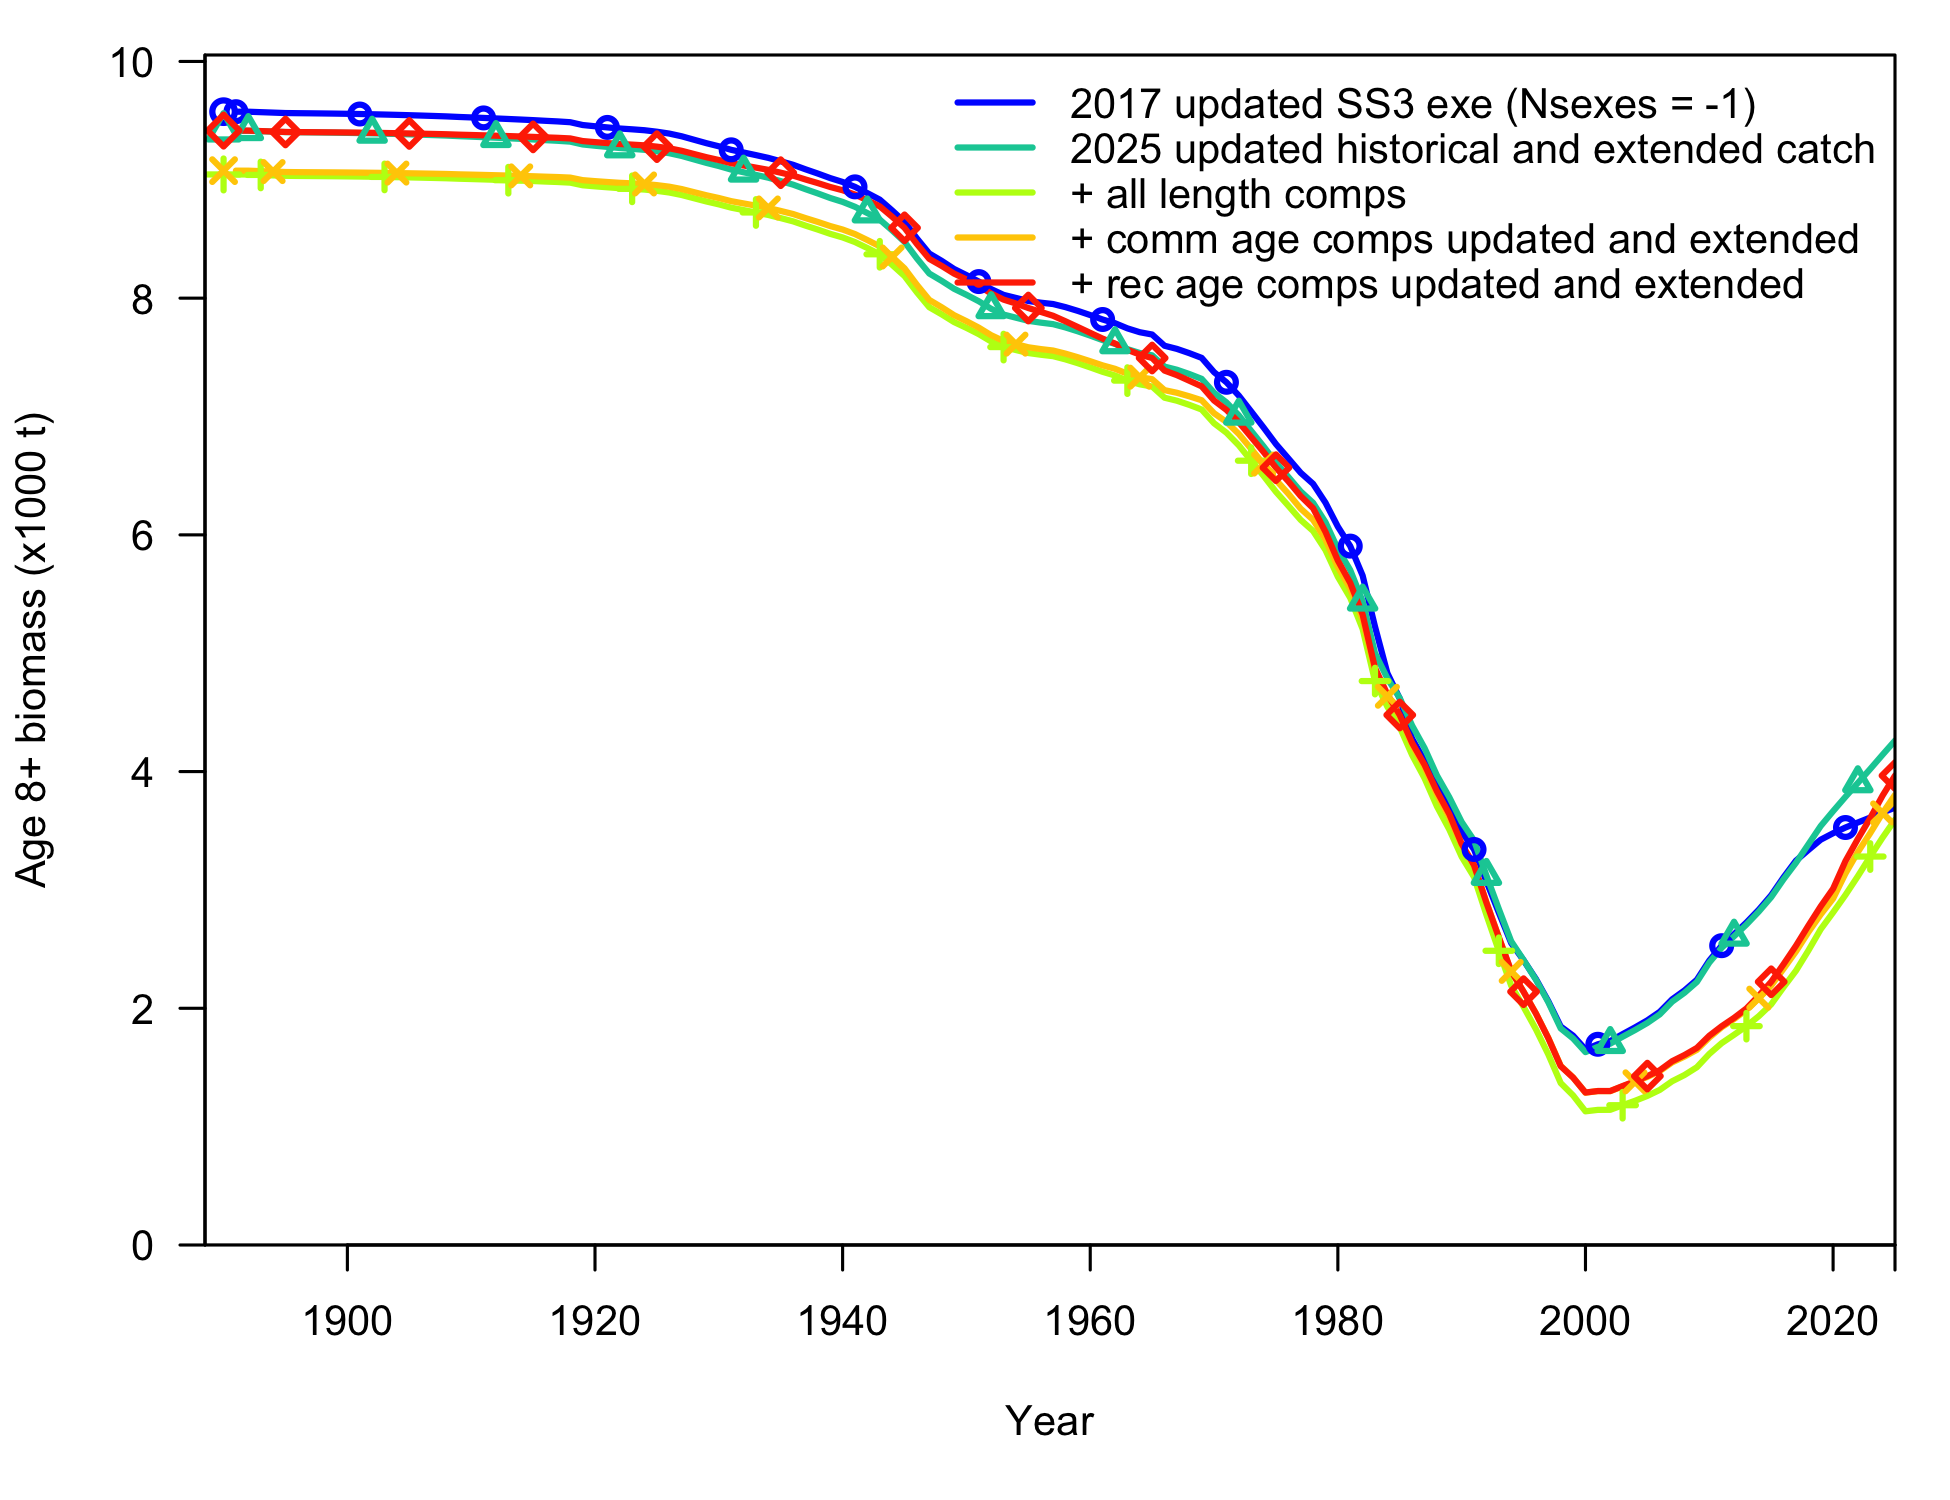 10
8
6
4
2
0
Age 8+ biomass (x1000 t)
2017 updated SS3 exe (Nsexes = -1)
2025 updated historical and extended catch
+ all length comps
+ comm age comps updated and extended
+ rec age comps updated and extended
1900 1920 1940 1960 1980 2000 2020
Year